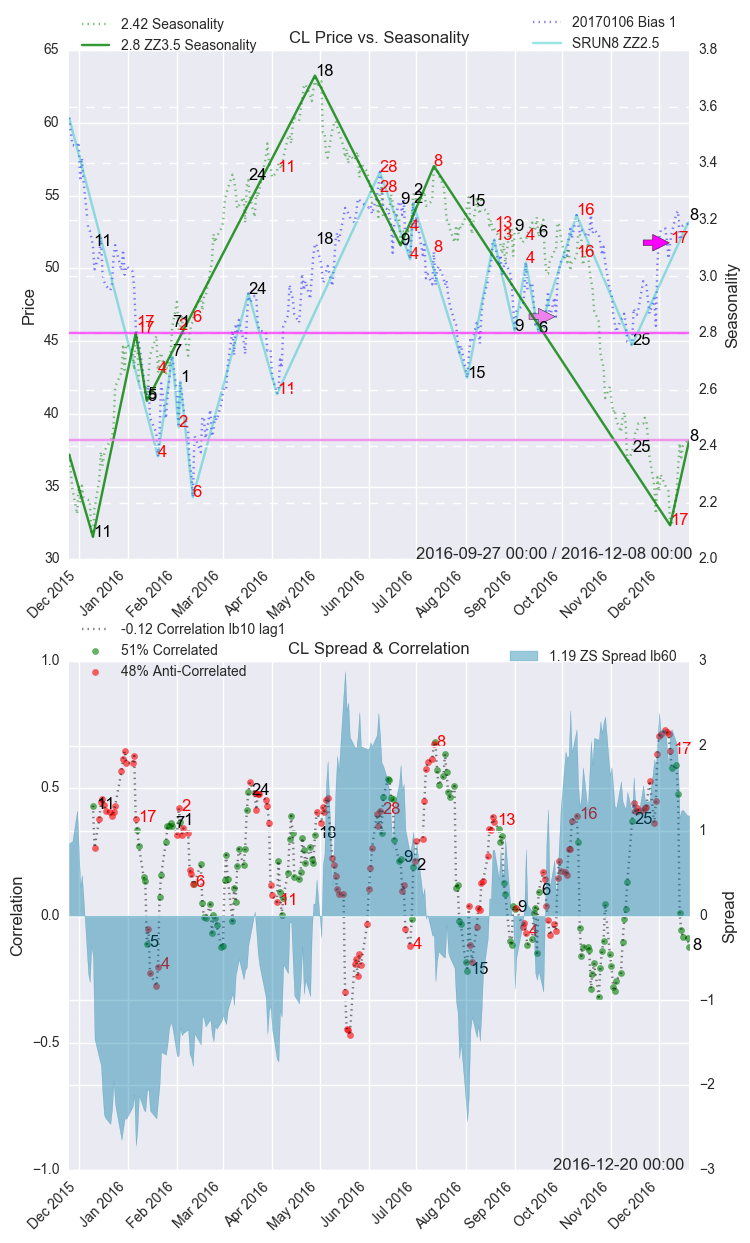 2.42 Seasonality
2.8 ZZ3.5 Seasonality
CL Price vs. Seasonality
20170106 Bias 1
SRUN8 ZZ2.5
65
60
55
50
45
40
35
30
Price
3.8
3.6
3.4
3.2
3.0
2.8
2.6
2.4
2.2
2.0
Seasonality
18
24
11
28
28
8
9
2
2
15
3
9
4
8
13
13
9
4
12
16
16
8
17
11
18
24
4
17
17
71
2
6
7
4
5
6
1
11
2
4
6
15
9
6
25
25
8
17
11
2016-09-27 00:00 / 2016-12-08 00:00
Dec 2015
Jan 2016
Feb 2016
Mar 2016
Apr 2016
May 2016
Jun 2016
Jul 2016
Aug 2016
Sep 2016
Oct 2016
Nov 2016
Dec 2016
-0.12 Correlation lb10 lag1
51% Correlated
48% Anti-Correlated
CL Spread & Correlation
1.19 ZS Spread lb60
1.0
0.5
0.0
−0.5
−1.0
Correlation
3
2
1
0
−1
−2
−3
Spread
8
17
24
11
17
2
71
6
5
4
11
18
28
9
2
4
15
13
9
4
6
16
25
8
2016-12-20 00:00
Dec 2015
Jan 2016
Feb 2016
Mar 2016
Apr 2016
May 2016
Jun 2016
Jul 2016
Aug 2016
Sep 2016
Oct 2016
Nov 2016
Dec 2016